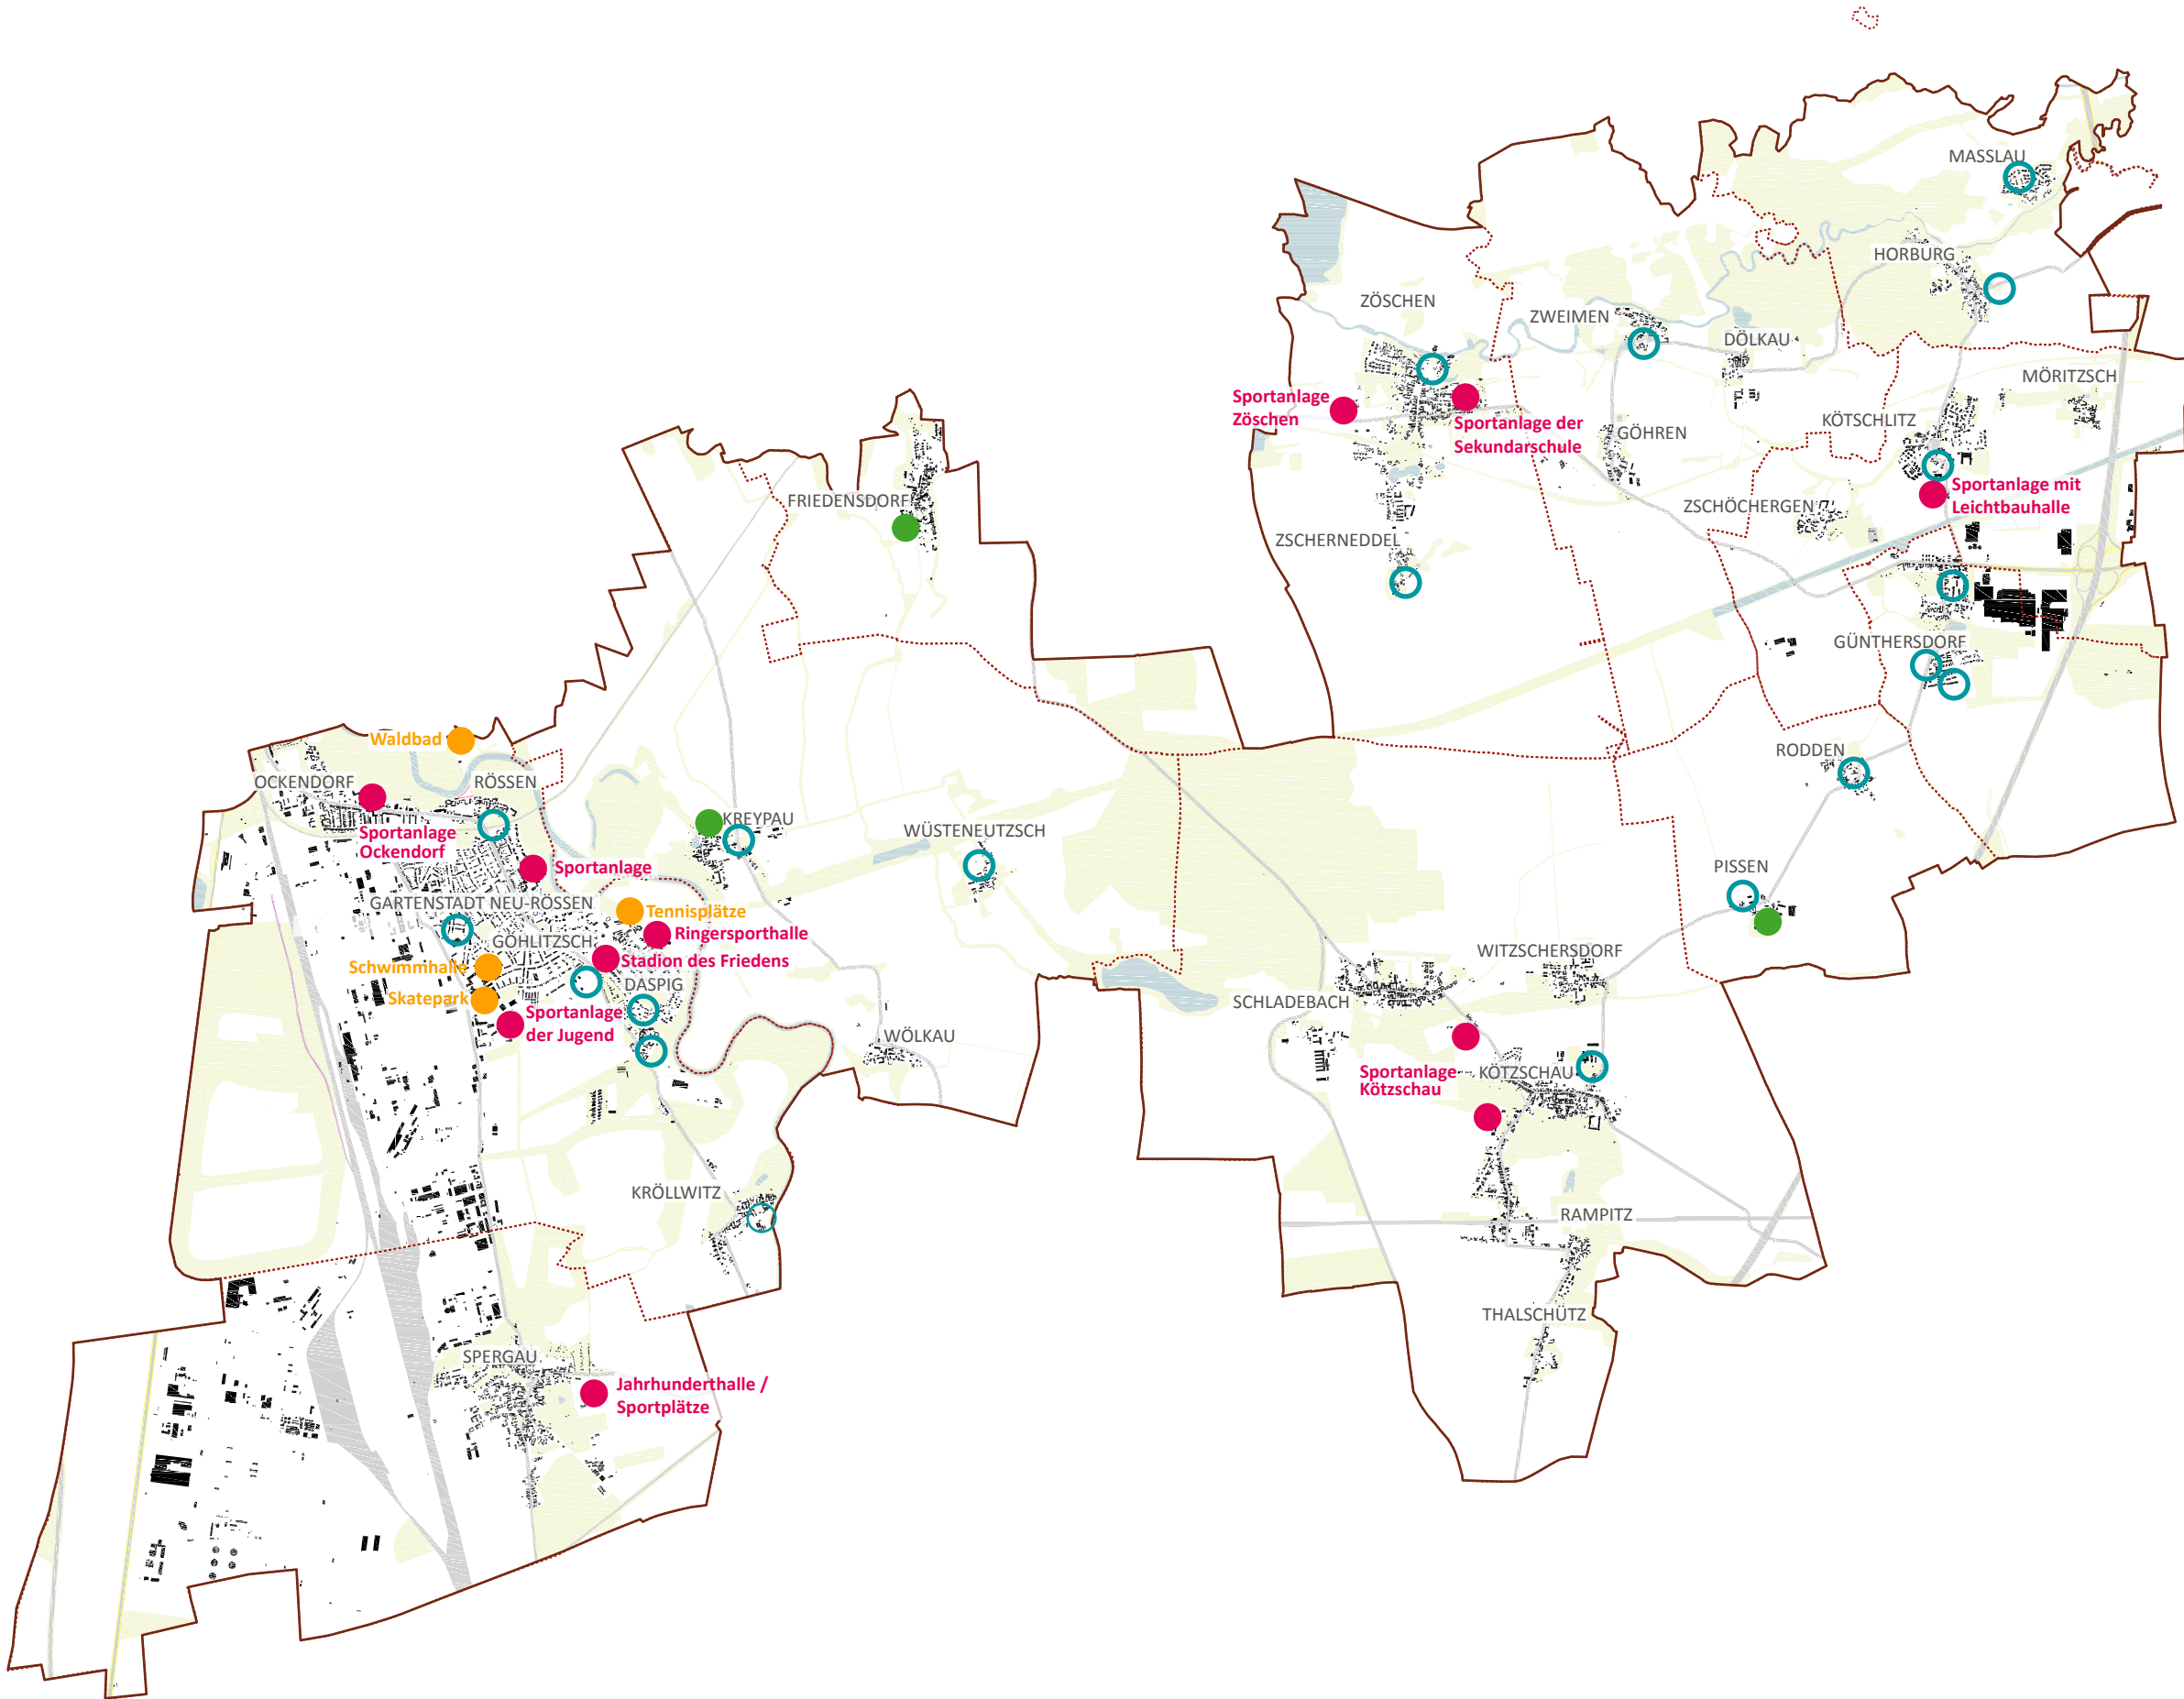 MASSLAU
HORBURG
ZÖSCHEN
ZWEIMEN
DÖLKAU
MÖRITZSCH
Sportanlage
Zöschen
Sportanlage der
Sekundarschule
GÖHREN
KÖTSCHLITZ
Sportanlage mit
Leichtbauhalle
FRIEDENSDORF
ZSCHÖCHERGEN
ZSCHERNEDDEL
GÜNTHERSDORF
Waldbad
RODDEN
OCKENDORF
RÖSSEN
Sportanlage
Ockendorf
KREYPAU
WÜSTENEUTZSCH
Sportanlage
PISSEN
GARTENSTADT NEU-RÖSSEN
Tennisplätze
Ringersporthalle
GÖHLITZSCH
Stadion des Friedens
WITZSCHERSDORF
Schwimmhalle
DASPIG
Skatepark
SCHLADEBACH
Sportanlage
der Jugend
WÖLKAU
Sportanlage
Kötzschau
KÖTZSCHAU
KRÖLLWITZ
RAMPITZ
THALSCHÜTZ
SPERGAU
Jahrhunderthalle /
Sportplätze